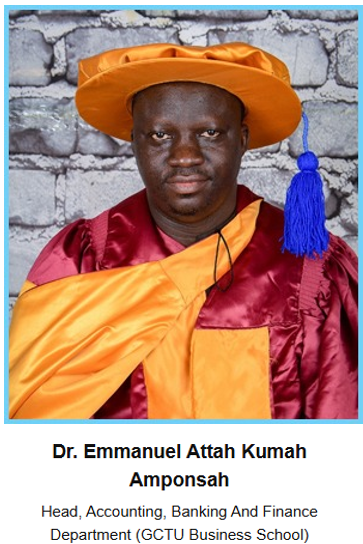 Dr. Emmanuel Attah Kumah
Amponsah
Head, Accounting, Banking And Finance
Department (GCTU Business School)